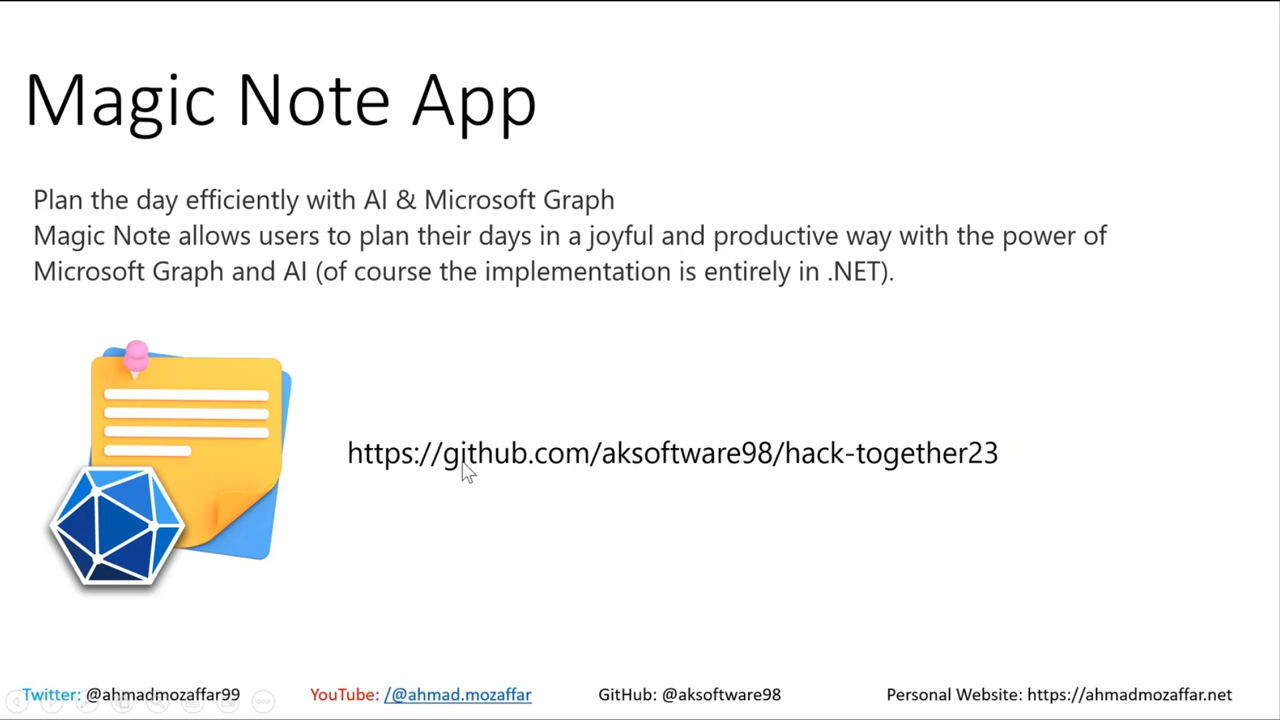 Magic Note App
Plan the day efficiently with AI & Microsoft Graph
Magic Note allows users to plan their days in a joyful and productive way with the power of
Microsoft Graph and AI (of course the implementation is entirely in .NET).
https://github.com/aksoftware98/hack-together23
Twitter: @ahmadmozaffar99 YouTube: /@ahmad.mozaffar GitHub: @aksoftware98 Personal Website: https://ahmadmozaffar.net